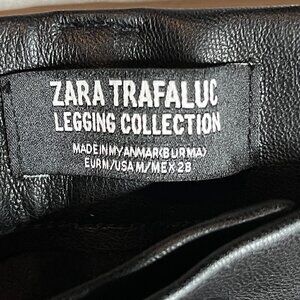 ZARA TRAFALUC
LEGGING COLLECTION
MADE IN MYANMAR(BURMA)
EUR M/USA M/MEX 28